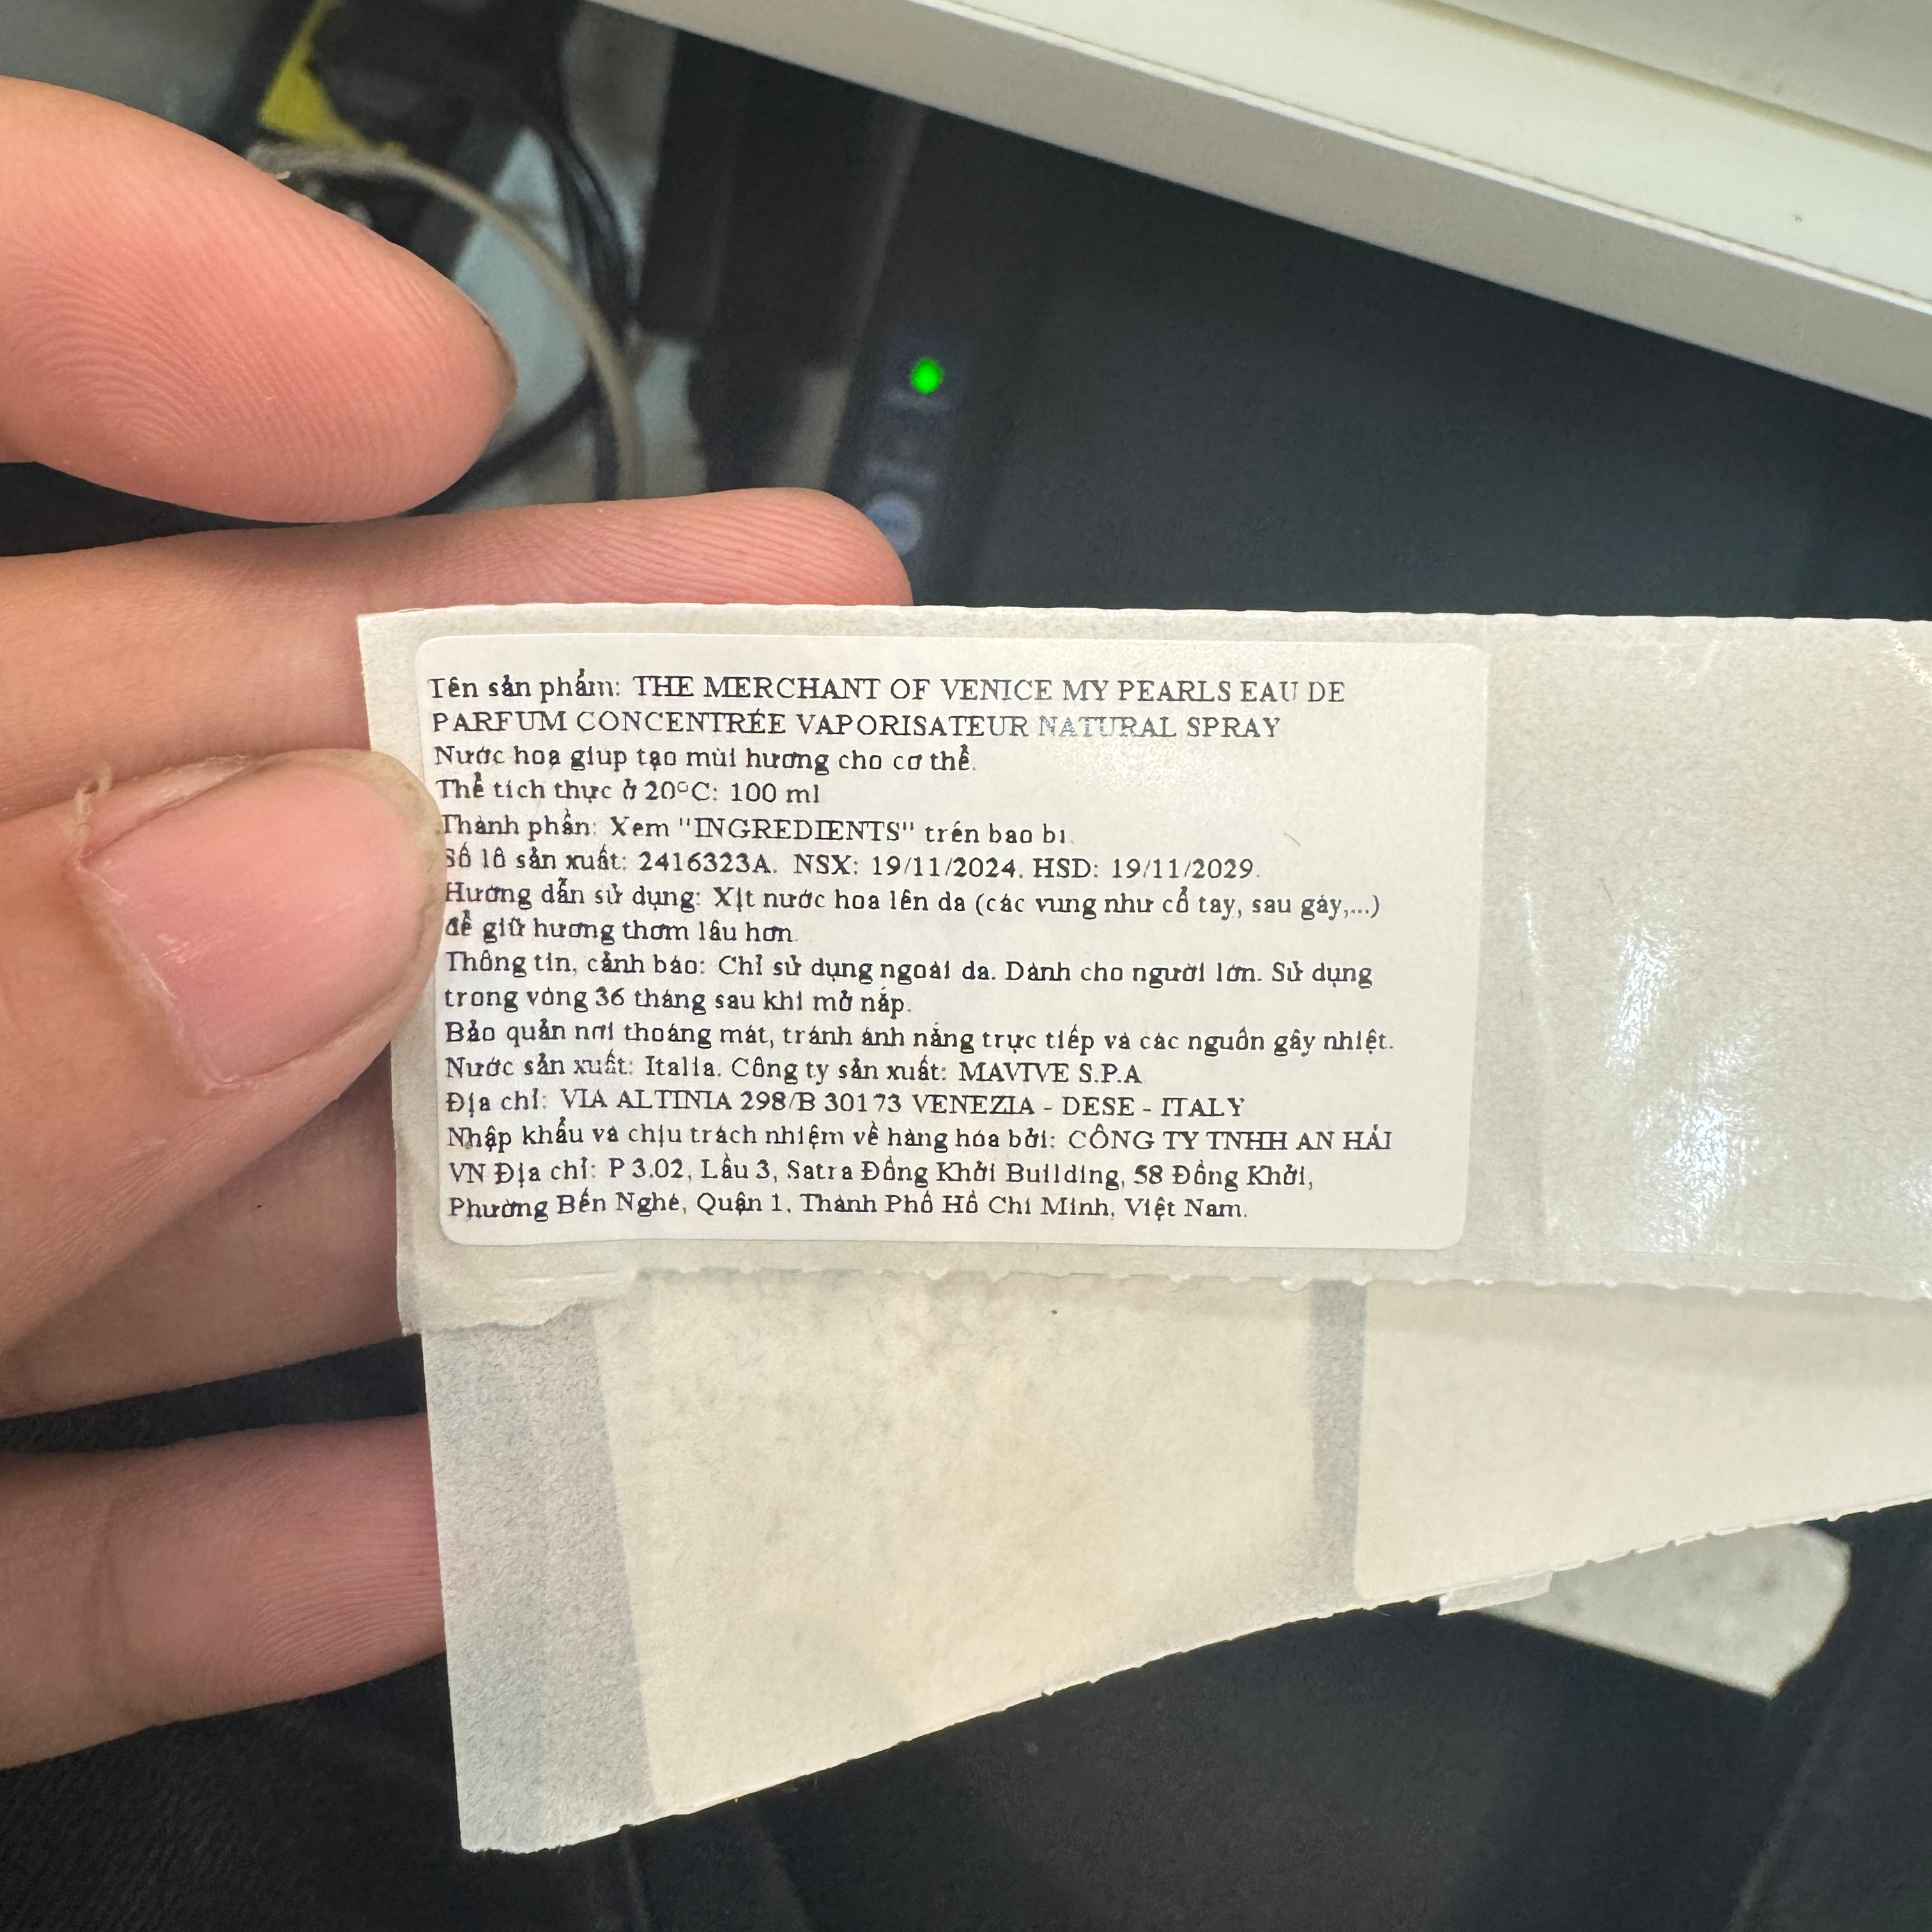 Tên sản phẩm: THE MERCHANT OF VENICE MY PEARLS EAU DE
PARFUM CONCENTRÉE VAPORISATEUR NATURAL SPRAY
Nước hoa giúp tạo mùi hương cho cơ thể.
Thể tích thực ở 20°C: 100 ml
Thành phần: Xem "INGREDIENTS" trên bao bì.
Số lô sản xuất: 2416323A. NSX: 19/11/2024. HSD: 19/11/2029.
Hướng dẫn sử dụng: Xịt nước hoa lên da (các vùng như cổ tay, sau gáy,...)
để giữ hương thơm lâu hơn.
Thông tin, cảnh báo: Chỉ sử dụng ngoài da. Dành cho người lớn. Sử dụng
trong vòng 36 tháng sau khi mở nắp.
Bảo quản nơi thoáng mát, tránh ánh nắng trực tiếp và các nguồn gây nhiệt.
Nước sản xuất: Italia. Công ty sản xuất: MAVIVE S.P.A
Địa chỉ: VIA ALTINIA 298/B 30173 VENEZIA - DESE - ITALY
Nhập khẩu và chịu trách nhiệm về hàng hóa bởi: CÔNG TY TNHH AN HẢI
VN Địa chỉ: P 3.02, Lầu 3, Satra Đồng Khởi Building, 58 Đồng Khởi,
Phường Bến Nghé, Quận 1, Thành Phố Hồ Chí Minh, Việt Nam.